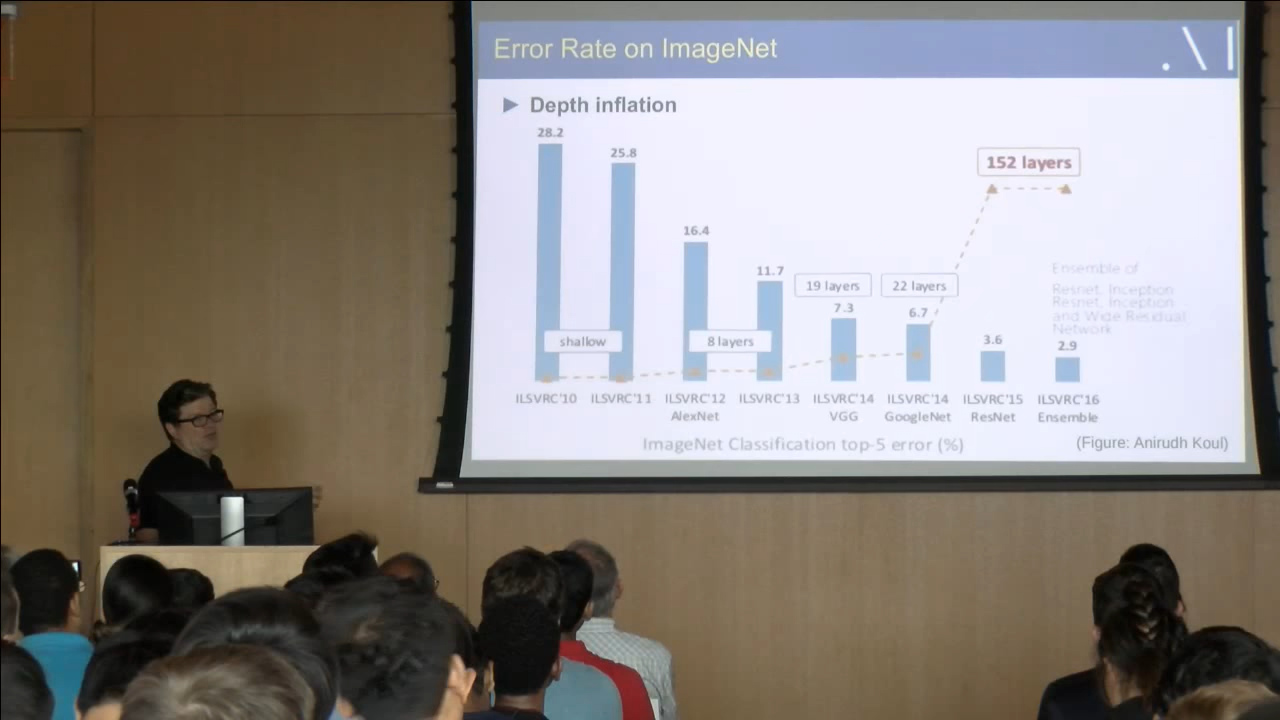 Error Rate on ImageNet
Depth inflation
28.2
25.8
16.4
11.7
19 layers
22 layers
7.3
6.7
3.6
2.9
152 layers
Ensemble of
Resnet, Inception
Resnet, Inception
and Wide Residual
Network
shallow
8 layers
ILSVRC'10 ILSVRC'11 ILSVRC'12 ILSVRC'13 ILSVRC'14 ILSVRC'14 ILSVRC'15 ILSVRC'16
AlexNet VGG GoogleNet ResNet Ensemble
ImageNet Classification top-5 error (%)
(Figure: Anirudh Koul)